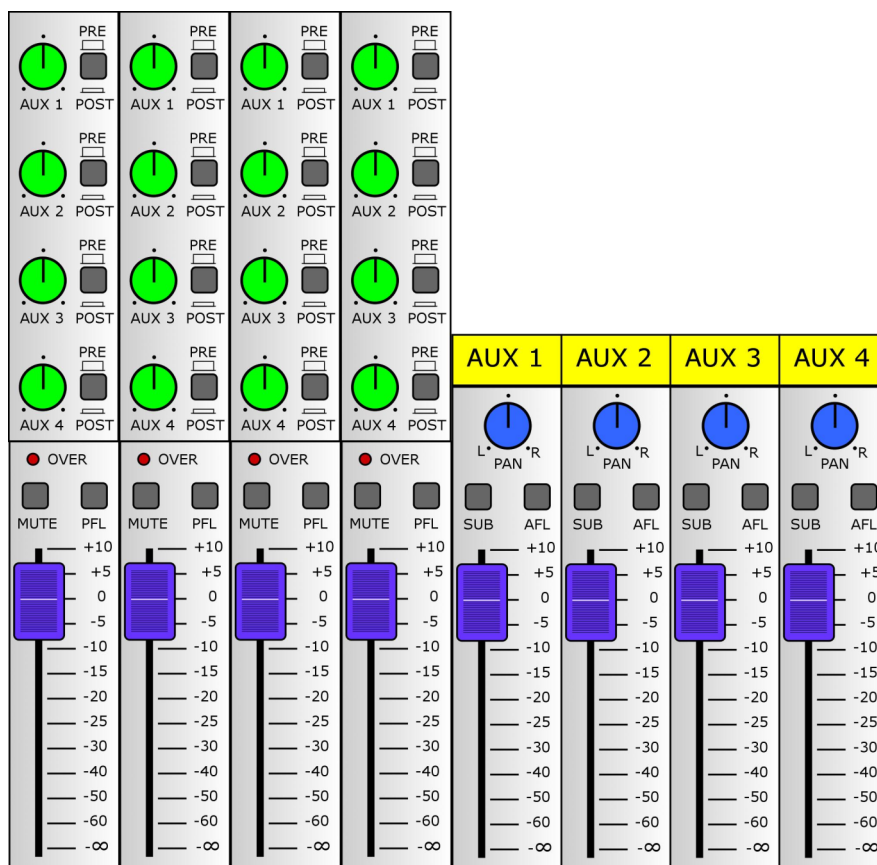 PRE PRE PRE PRE
AUX 1 POST AUX 1 POST AUX 1 POST AUX 1 POST
PRE PRE PRE PRE
AUX 2 POST AUX 2 POST AUX 2 POST AUX 2 POST
PRE PRE PRE PRE
AUX 3 POST AUX 3 POST AUX 3 POST AUX 3 POST
AUX 1 AUX 2 AUX 3 AUX 4
PRE PRE PRE PRE
AUX 4 POST AUX 4 POST AUX 4 POST AUX 4 POST
L R L R L R L R
PAN PAN PAN PAN
OVER OVER OVER OVER
MUTE PFL MUTE PFL MUTE PFL MUTE PFL SUB AFL SUB AFL SUB AFL SUB AFL
+10 +10 +10 +10 +10 +10 +10 +10
+5 +5 +5 +5 +5 +5 +5 +5
0 0 0 0 0 0 0 0
-5 -5 -5 -5 -5 -5 -5 -5
-10 -10 -10 -10 -10 -10 -10 -10
-15 -15 -15 -15 -15 -15 -15 -15
-20 -20 -20 -20 -20 -20 -20 -20
-25 -25 -25 -25 -25 -25 -25 -25
-30 -30 -30 -30 -30 -30 -30 -30
-40 -40 -40 -40 -40 -40 -40 -40
-50 -50 -50 -50 -50 -50 -50 -50
-60 -60 -60 -60 -60 -60 -60 -60
-∞ -∞ -∞ -∞ -∞ -∞ -∞ -∞